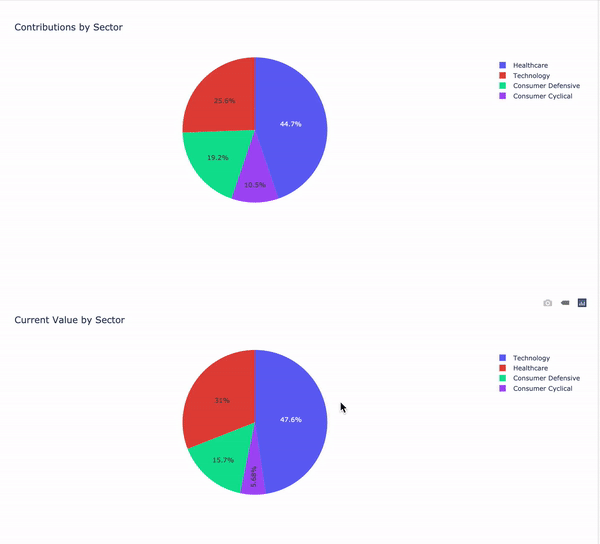 Contributions by Sector
Healthcare
Technology
Consumer Defensive
Consumer Cyclical
25.6%
44.7%
19.2%
10.5%
Current Value by Sector
Technology
Healthcare
Consumer Defensive
Consumer Cyclical
31%
47.6%
15.7%
5.68%